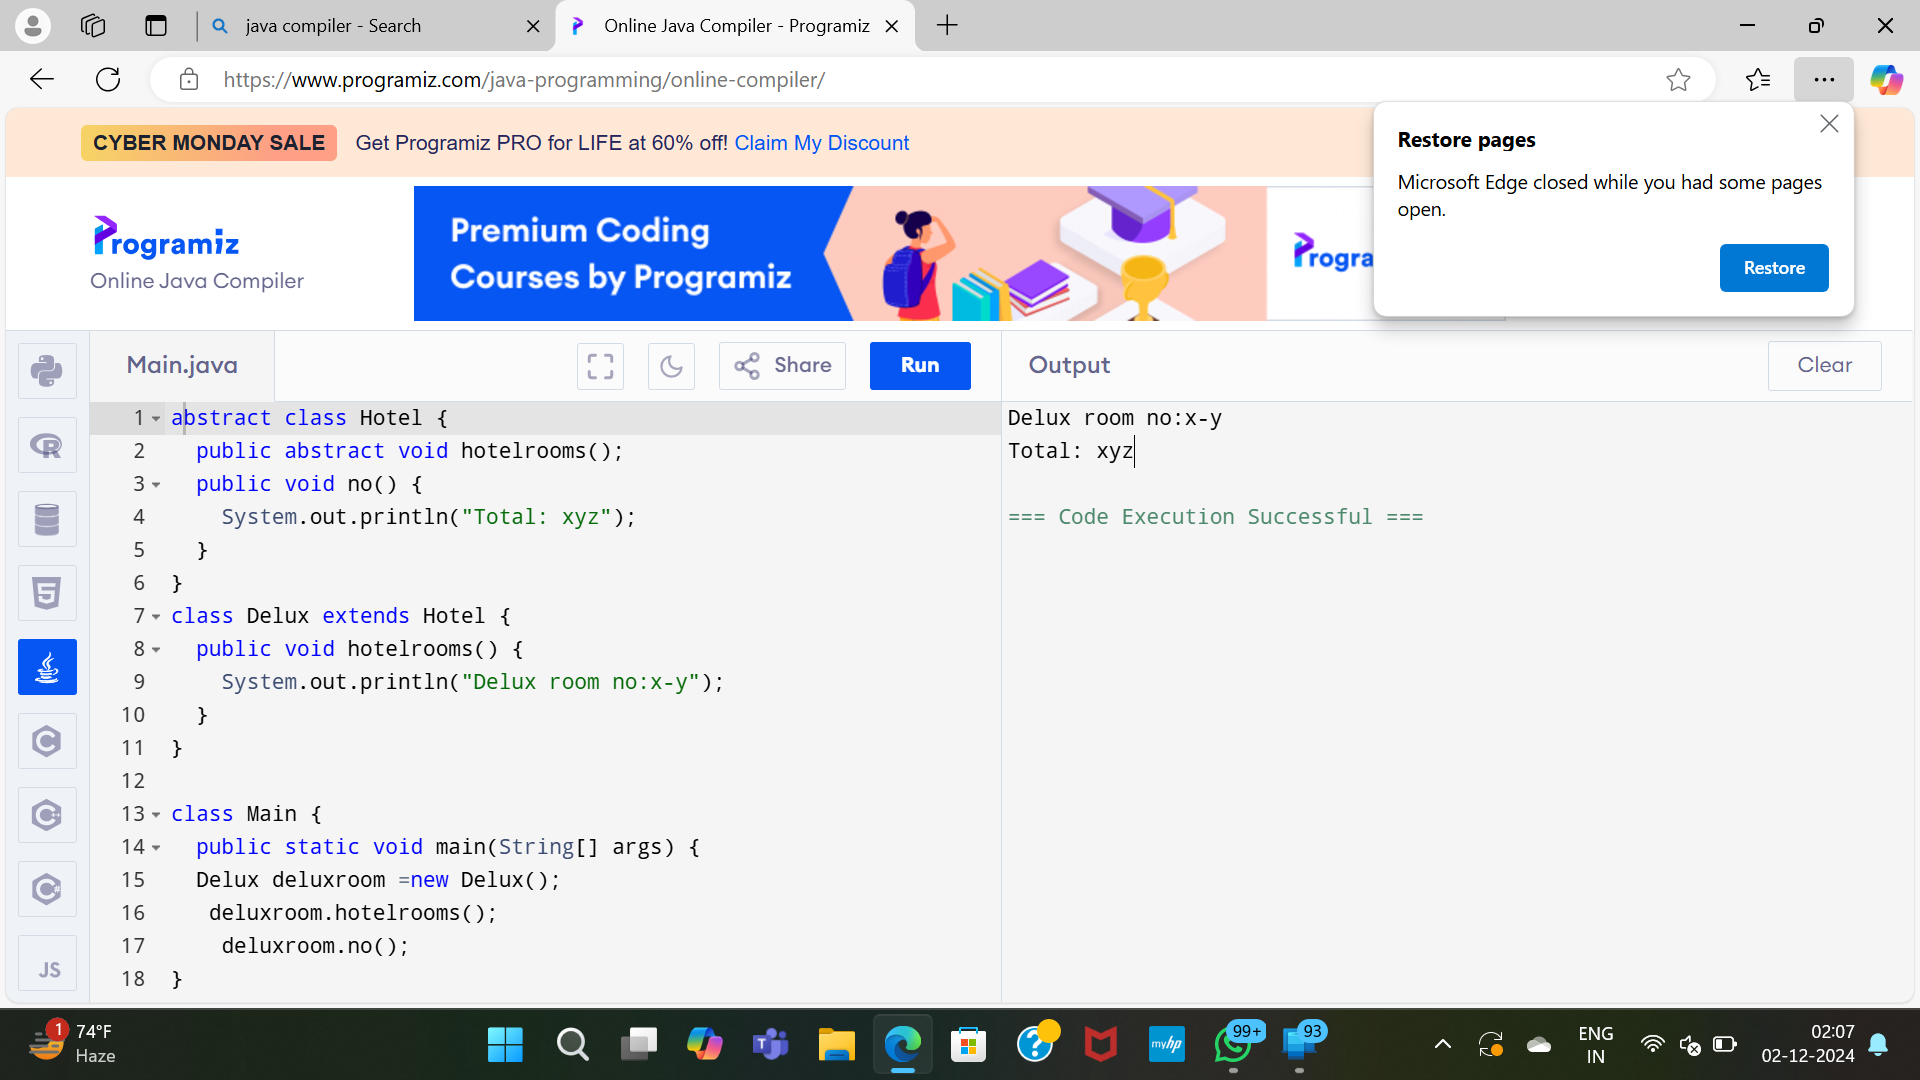 java compiler - Search
Online Java Compiler - Programiz
https://www.programiz.com/java-programming/online-compiler/
CYBER MONDAY SALE Get Programiz PRO for LIFE at 60% off! Claim My Discount
Restore pages
Microsoft Edge closed while you had some pages
open.
Restore
Programiz
Online Java Compiler
Premium Coding
Courses by Programiz
Progra
Main.java
Share
Run
Output
Clear
1 abstract class Hotel {
2 public abstract void hotelrooms();
3 public void no() {
4 System.out.println("Total: xyz");
5 }
6 }
7 class Delux extends Hotel {
8 public void hotelrooms() {
9 System.out.println("Delux room no:x-y");
10 }
11 }
12
13 class Main {
14 public static void main(String[] args) {
15 Delux deluxroom =new Delux();
16 deluxroom.hotelrooms();
17 deluxroom.no();
18 }
Delux room no:x-y
Total: xyz
=== Code Execution Successful ===
R
C
C
C#
JS
1
74°F
Haze
myhp
99+
93
ENG
IN
02:07
02-12-2024